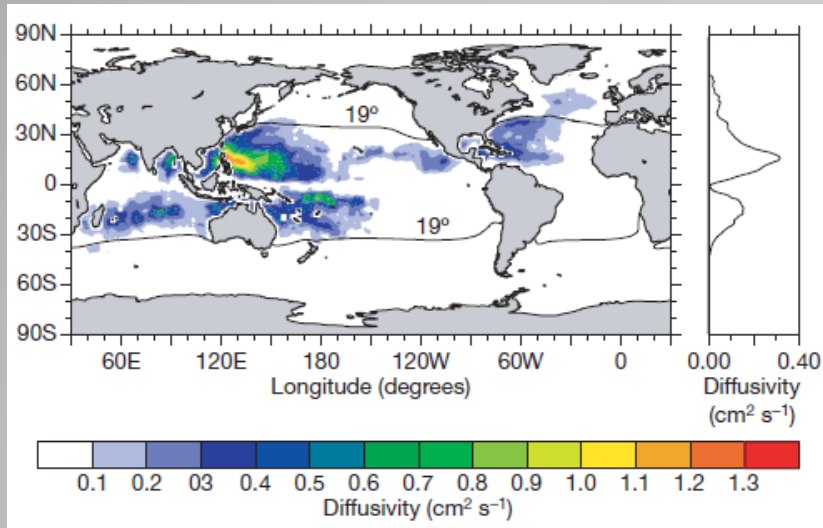 90N
60N
30N
0
30S
60S
90S
19º
19º
60E 120E 180 120W 60W 0
Longitude (degrees)
0.00 0.40
Diffusivity
(cm² s⁻¹)
0.1 0.2 03 0.4 0.5 0.6 0.7 0.8 0.9 1.0 1.1 1.2 1.3
Diffusivity (cm² s⁻¹)